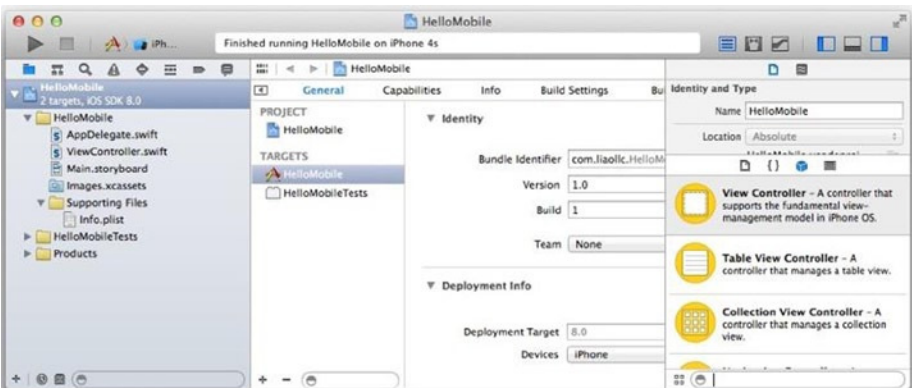 HelloMobile
iPh...
Finished running HelloMobile on iPhone 4s
HelloMobile
2 targets, iOS SDK 8.0
HelloMobile
AppDelegate.swift
ViewController.swift
Main.storyboard
Images.xcassets
Supporting Files
Info.plist
HelloMobileTests
Products
HelloMobile
General Capabilities Info Build Settings Bu
PROJECT
HelloMobile
TARGETS
HelloMobile
HelloMobileTests
Identity
Bundle Identifier com.liaollc.HelloM
Version 1.0
Build 1
Team None
Deployment Info
Deployment Target 8.0
Devices iPhone
Identity and Type
Name HelloMobile
Location Absolute
View Controller – A controller that
supports the fundamental view-
management model in iPhone OS.
Table View Controller – A
controller that manages a table view.
Collection View Controller – A
controller that manages a collection
view.